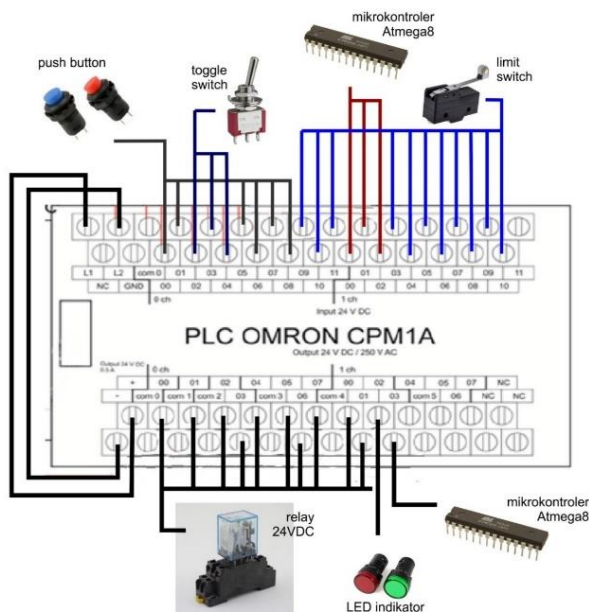 mikrokontroler
Atmega8
push button
toggle
switch
limit
switch
L1 L2 com 0 01 03 05 07 09 11 01 03 05 07 09 11
NC GND 00 02 04 06 08 10 00 02 04 06 08 10
0 ch 1 ch
Input 24 V DC
PLC OMRON CPM1A
Output 24 V DC / 250 V AC
Output 24 V DC
0 ch 1 ch
+ 00 01 02 04 05 07 00 02 04 05 07 NC
- com 0 com 1 com 2 03 com 3 06 com 4 01 03 com 5 06 NC NC
relay
24VDC
mikrokontroler
Atmega8
LED indikator